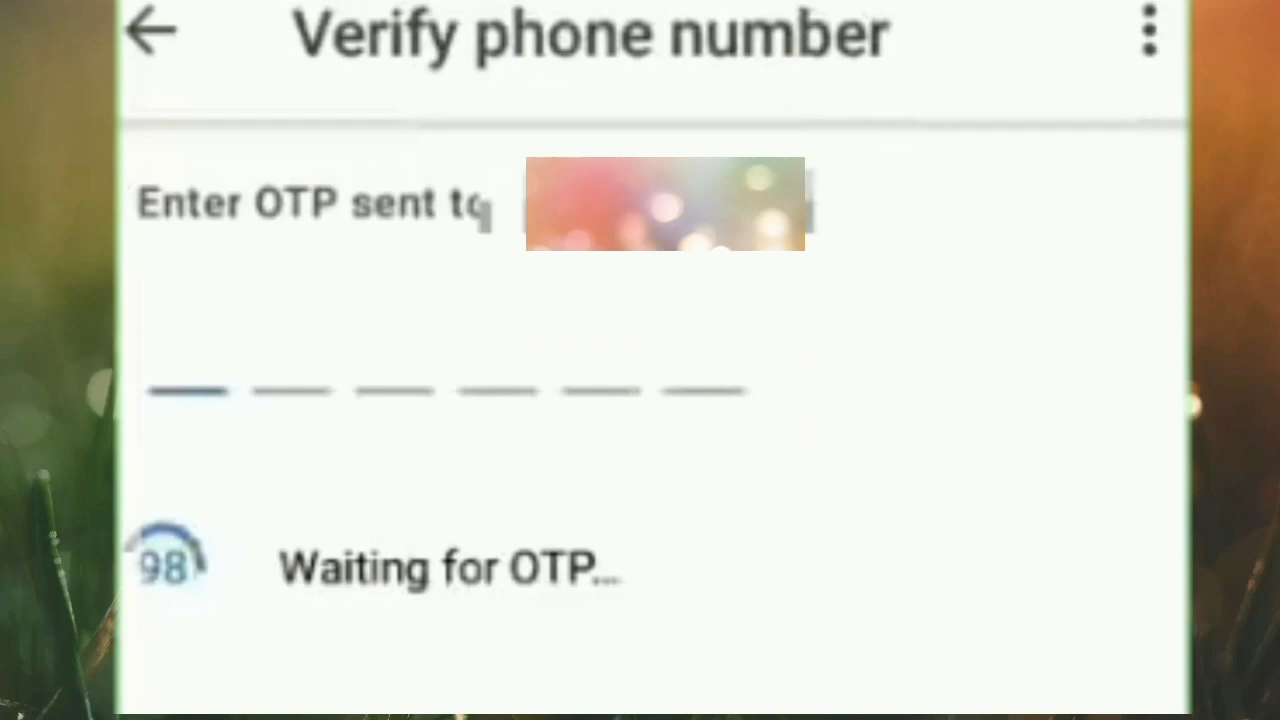 Verify phone number
Enter OTP sent to
98
Waiting for OTP...